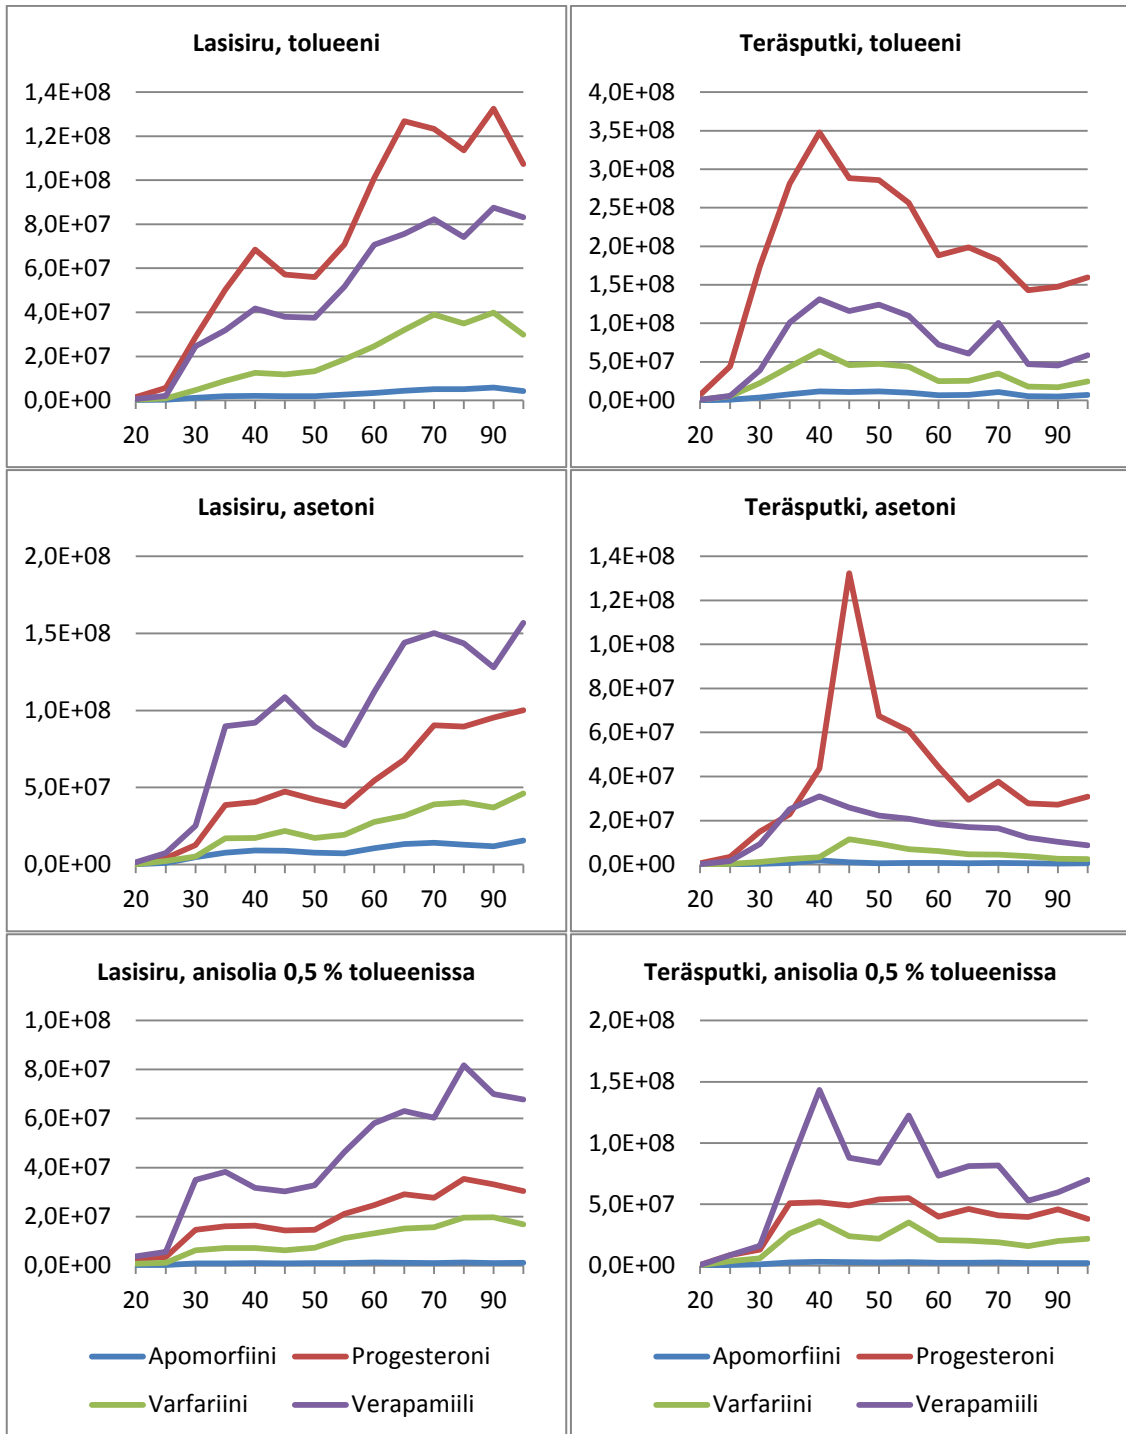 Lasisiru, tolueeni
1,4E+08
1,2E+08
1,0E+08
8,0E+07
6,0E+07
4,0E+07
2,0E+07
0,0E+00
20 30 40 50 60 70 90
Teräsputki, tolueeni
4,0E+08
3,5E+08
3,0E+08
2,5E+08
2,0E+08
1,5E+08
1,0E+08
5,0E+07
0,0E+00
20 30 40 50 60 70 90
Lasisiru, asetoni
2,0E+08
1,5E+08
1,0E+08
5,0E+07
0,0E+00
20 30 40 50 60 70 90
Teräsputki, asetoni
1,4E+08
1,2E+08
1,0E+08
8,0E+07
6,0E+07
4,0E+07
2,0E+07
0,0E+00
20 30 40 50 60 70 90
Lasisiru, anisolia 0,5 % tolueenissa
1,0E+08
8,0E+07
6,0E+07
4,0E+07
2,0E+07
0,0E+00
20 30 40 50 60 70 90
Apomorfiini Progesteroni
Varfariini Verapamiili
Teräsputki, anisolia 0,5 % tolueenissa
2,0E+08
1,5E+08
1,0E+08
5,0E+07
0,0E+00
20 30 40 50 60 70 90
Apomorfiini Progesteroni
Varfariini Verapamiili